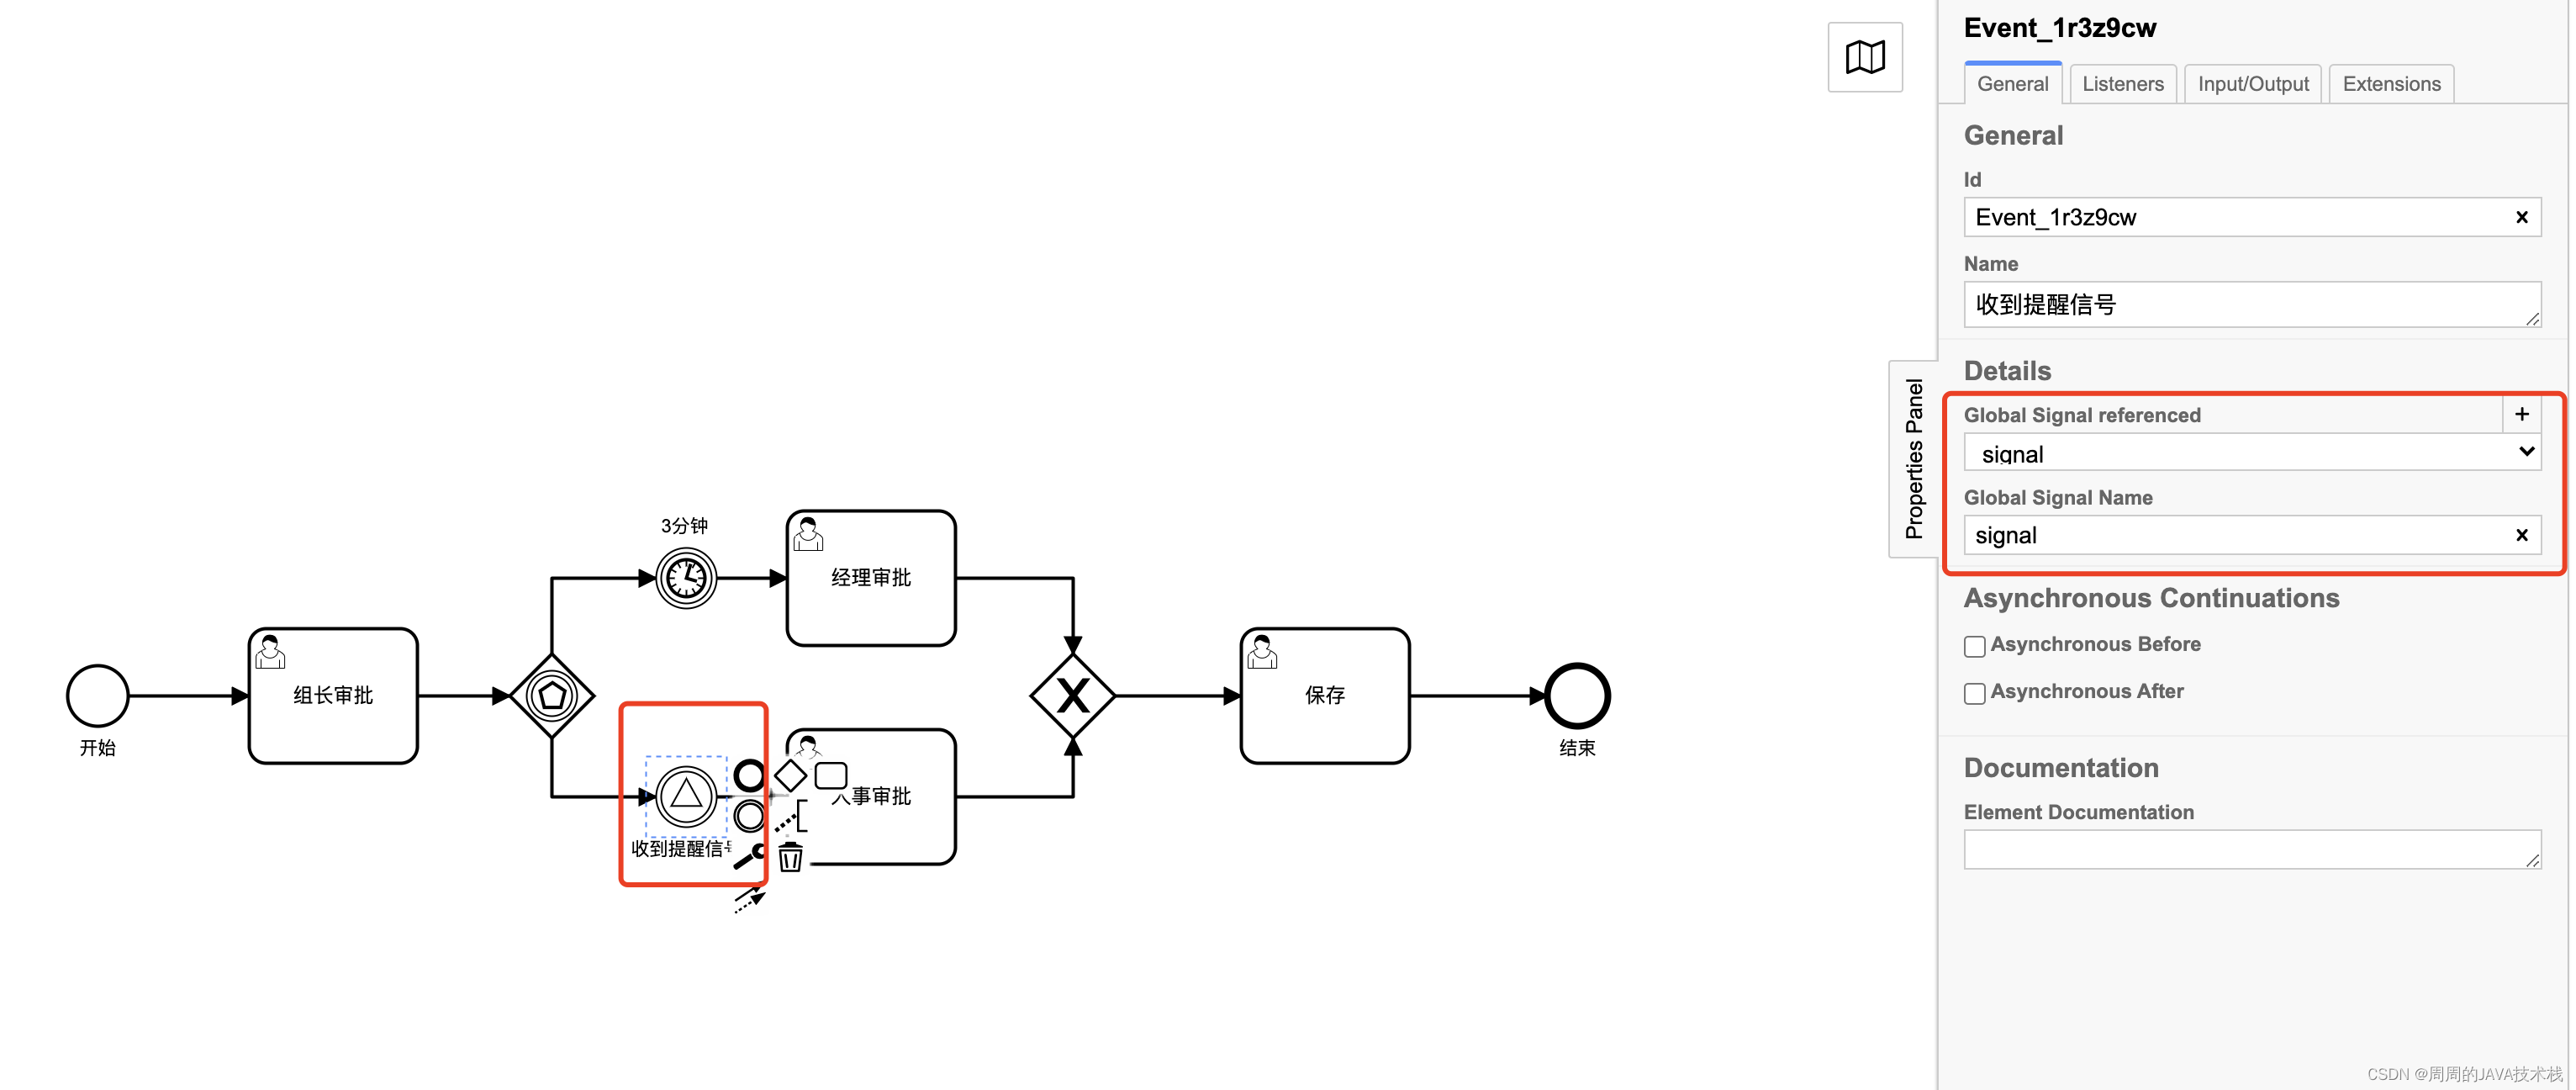 3分钟
经理审批
组长审批
开始
收到提醒信
事审批
保存
结束
Properties Panel
Event_1r3z9cw
General
Listeners
Input/Output
Extensions
General
Id
Event_1r3z9cw
Name
收到提醒信号
Details
Global Signal referenced
+
signal
Global Signal Name
signal
Asynchronous Continuations
Asynchronous Before
Asynchronous After
Documentation
Element Documentation
CSDN @周周的JAVA技术栈